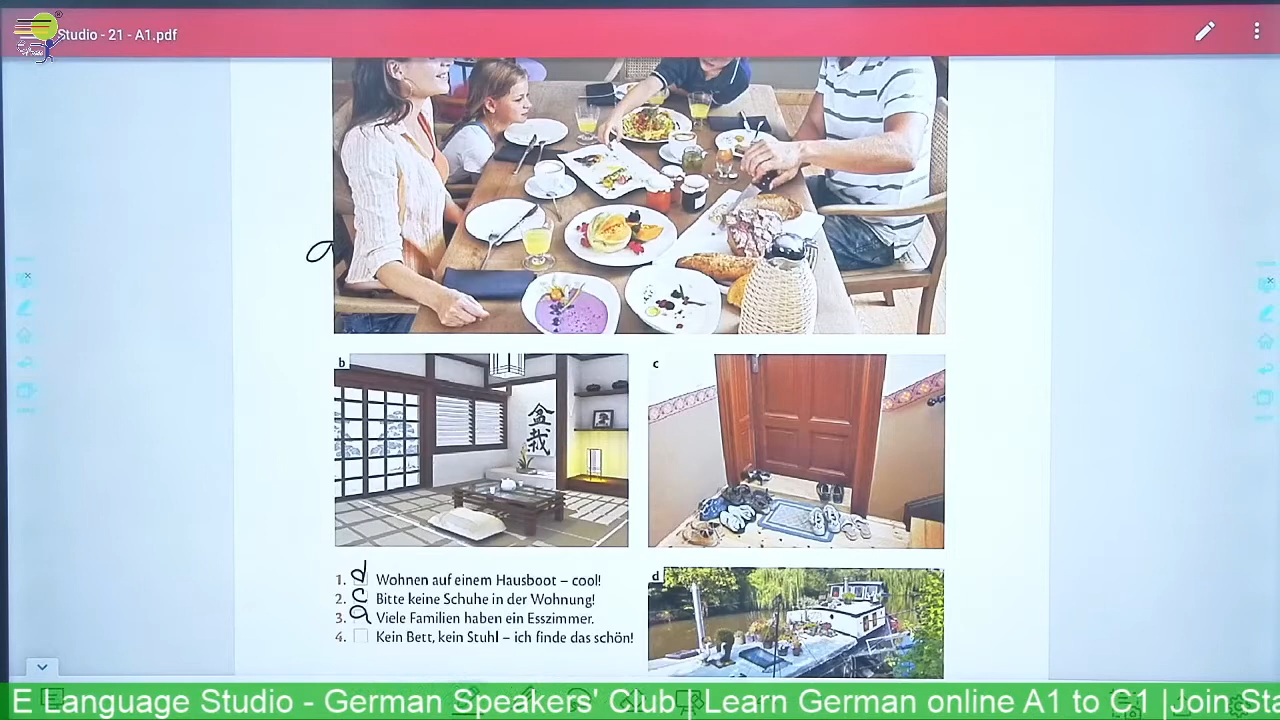 Studio - 21 - A1.pdf
a
b
c
盆
栽
1. d Wohnen auf einem Hausboot – cool!
2. c Bitte keine Schuhe in der Wohnung!
3. a Viele Familien haben ein Esszimmer.
4. Kein Bett, kein Stuhl – ich finde das schön!
d
E Language Studio - German Speakers' Club | Learn German online A1 to C1 |Join Sta